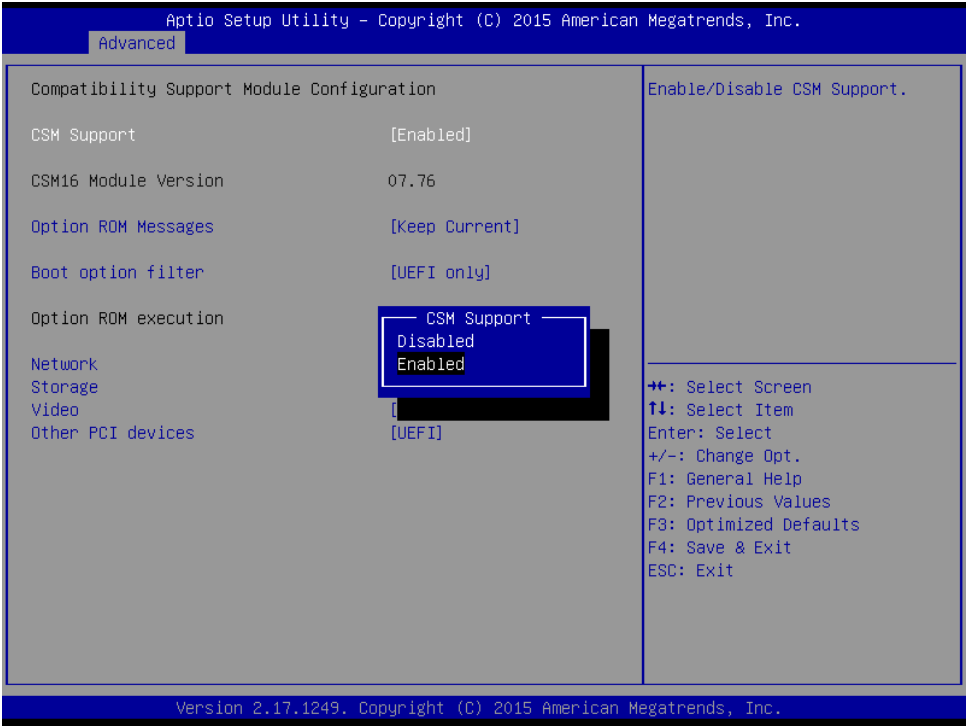 Aptio Setup Utility – Copyright (C) 2015 American Megatrends, Inc.
Advanced
Compatibility Support Module Configuration
CSM Support [Enabled]
CSM16 Module Version 07.76
Option ROM Messages [Keep Current]
Boot option filter [UEFI only]
Option ROM execution
Network
Storage
Video [
Other PCI devices [UEFI]
CSM Support
Disabled
Enabled
Enable/Disable CSM Support.
→←: Select Screen
↑↓: Select Item
Enter: Select
+/-: Change Opt.
F1: General Help
F2: Previous Values
F3: Optimized Defaults
F4: Save & Exit
ESC: Exit
Version 2.17.1249. Copyright (C) 2015 American Megatrends, Inc.